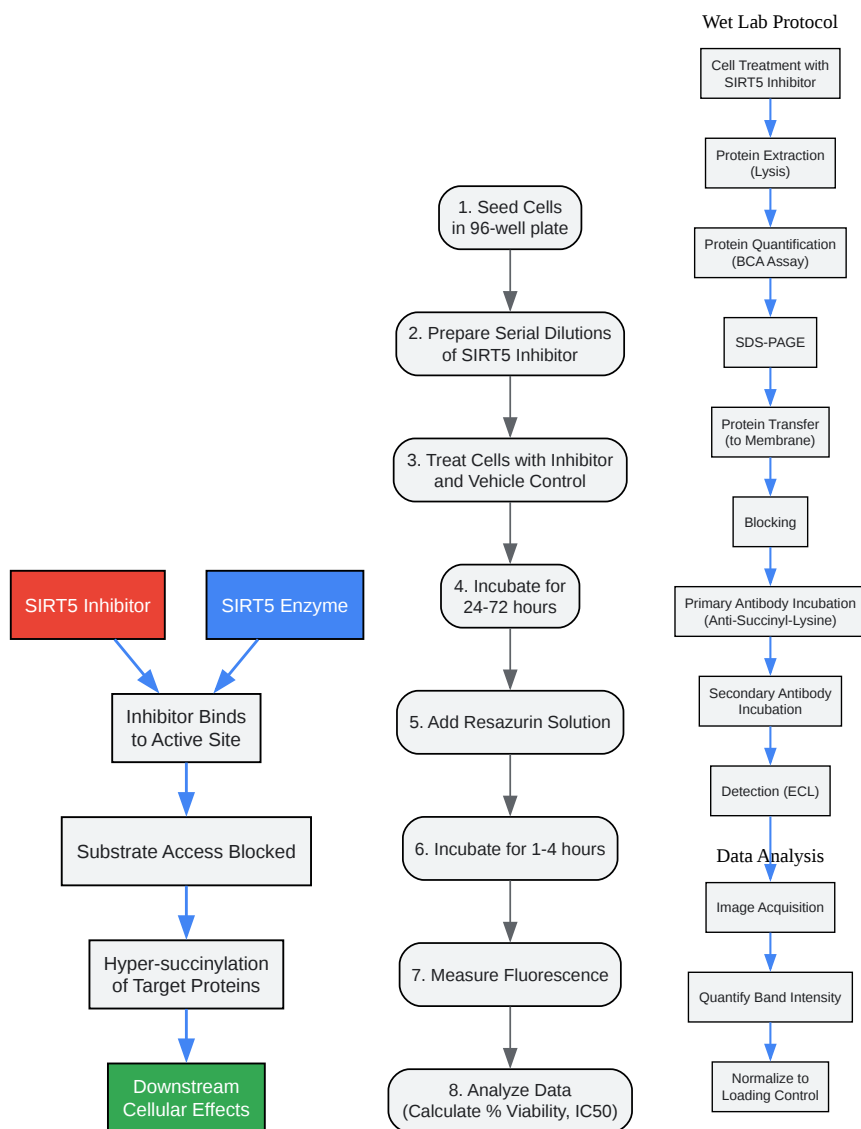 SIRT5 Inhibitor
SIRT5 Enzyme
Inhibitor Binds
to Active Site
Substrate Access Blocked
Hyper-succinylation
of Target Proteins
Downstream
Cellular Effects
1. Seed Cells
in 96-well plate
2. Prepare Serial Dilutions
of SIRT5 Inhibitor
3. Treat Cells with Inhibitor
and Vehicle Control
4. Incubate for
24-72 hours
5. Add Resazurin Solution
6. Incubate for 1-4 hours
7. Measure Fluorescence
8. Analyze Data
(Calculate % Viability, IC50)
Wet Lab Protocol
Cell Treatment with
SIRT5 Inhibitor
Protein Extraction
(Lysis)
Protein Quantification
(BCA Assay)
SDS-PAGE
Protein Transfer
(to Membrane)
Blocking
Primary Antibody Incubation
(Anti-Succinyl-Lysine)
Secondary Antibody
Incubation
Detection (ECL)
Data Analysis
Image Acquisition
Quantify Band Intensity
Normalize to
Loading Control